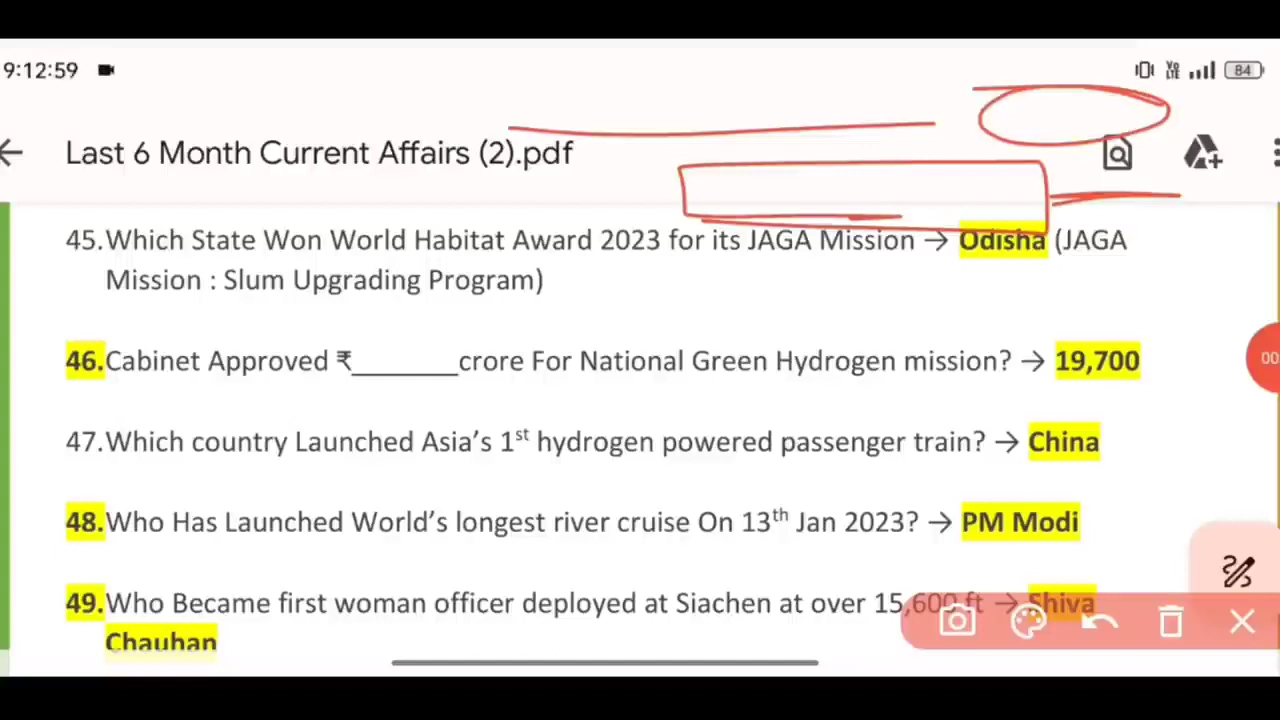 9:12:59 84
Last 6 Month Current Affairs (2).pdf
45.Which State Won World Habitat Award 2023 for its JAGA Mission → Odisha (JAGA
Mission : Slum Upgrading Program)
46.Cabinet Approved ₹_______crore For National Green Hydrogen mission? → 19,700
47.Which country Launched Asia's 1st hydrogen powered passenger train? → China
48.Who Has Launched World's longest river cruise On 13th Jan 2023? → PM Modi
49.Who Became first woman officer deployed at Siachen at over 15,600 ft → Shiva
Chauhan
00